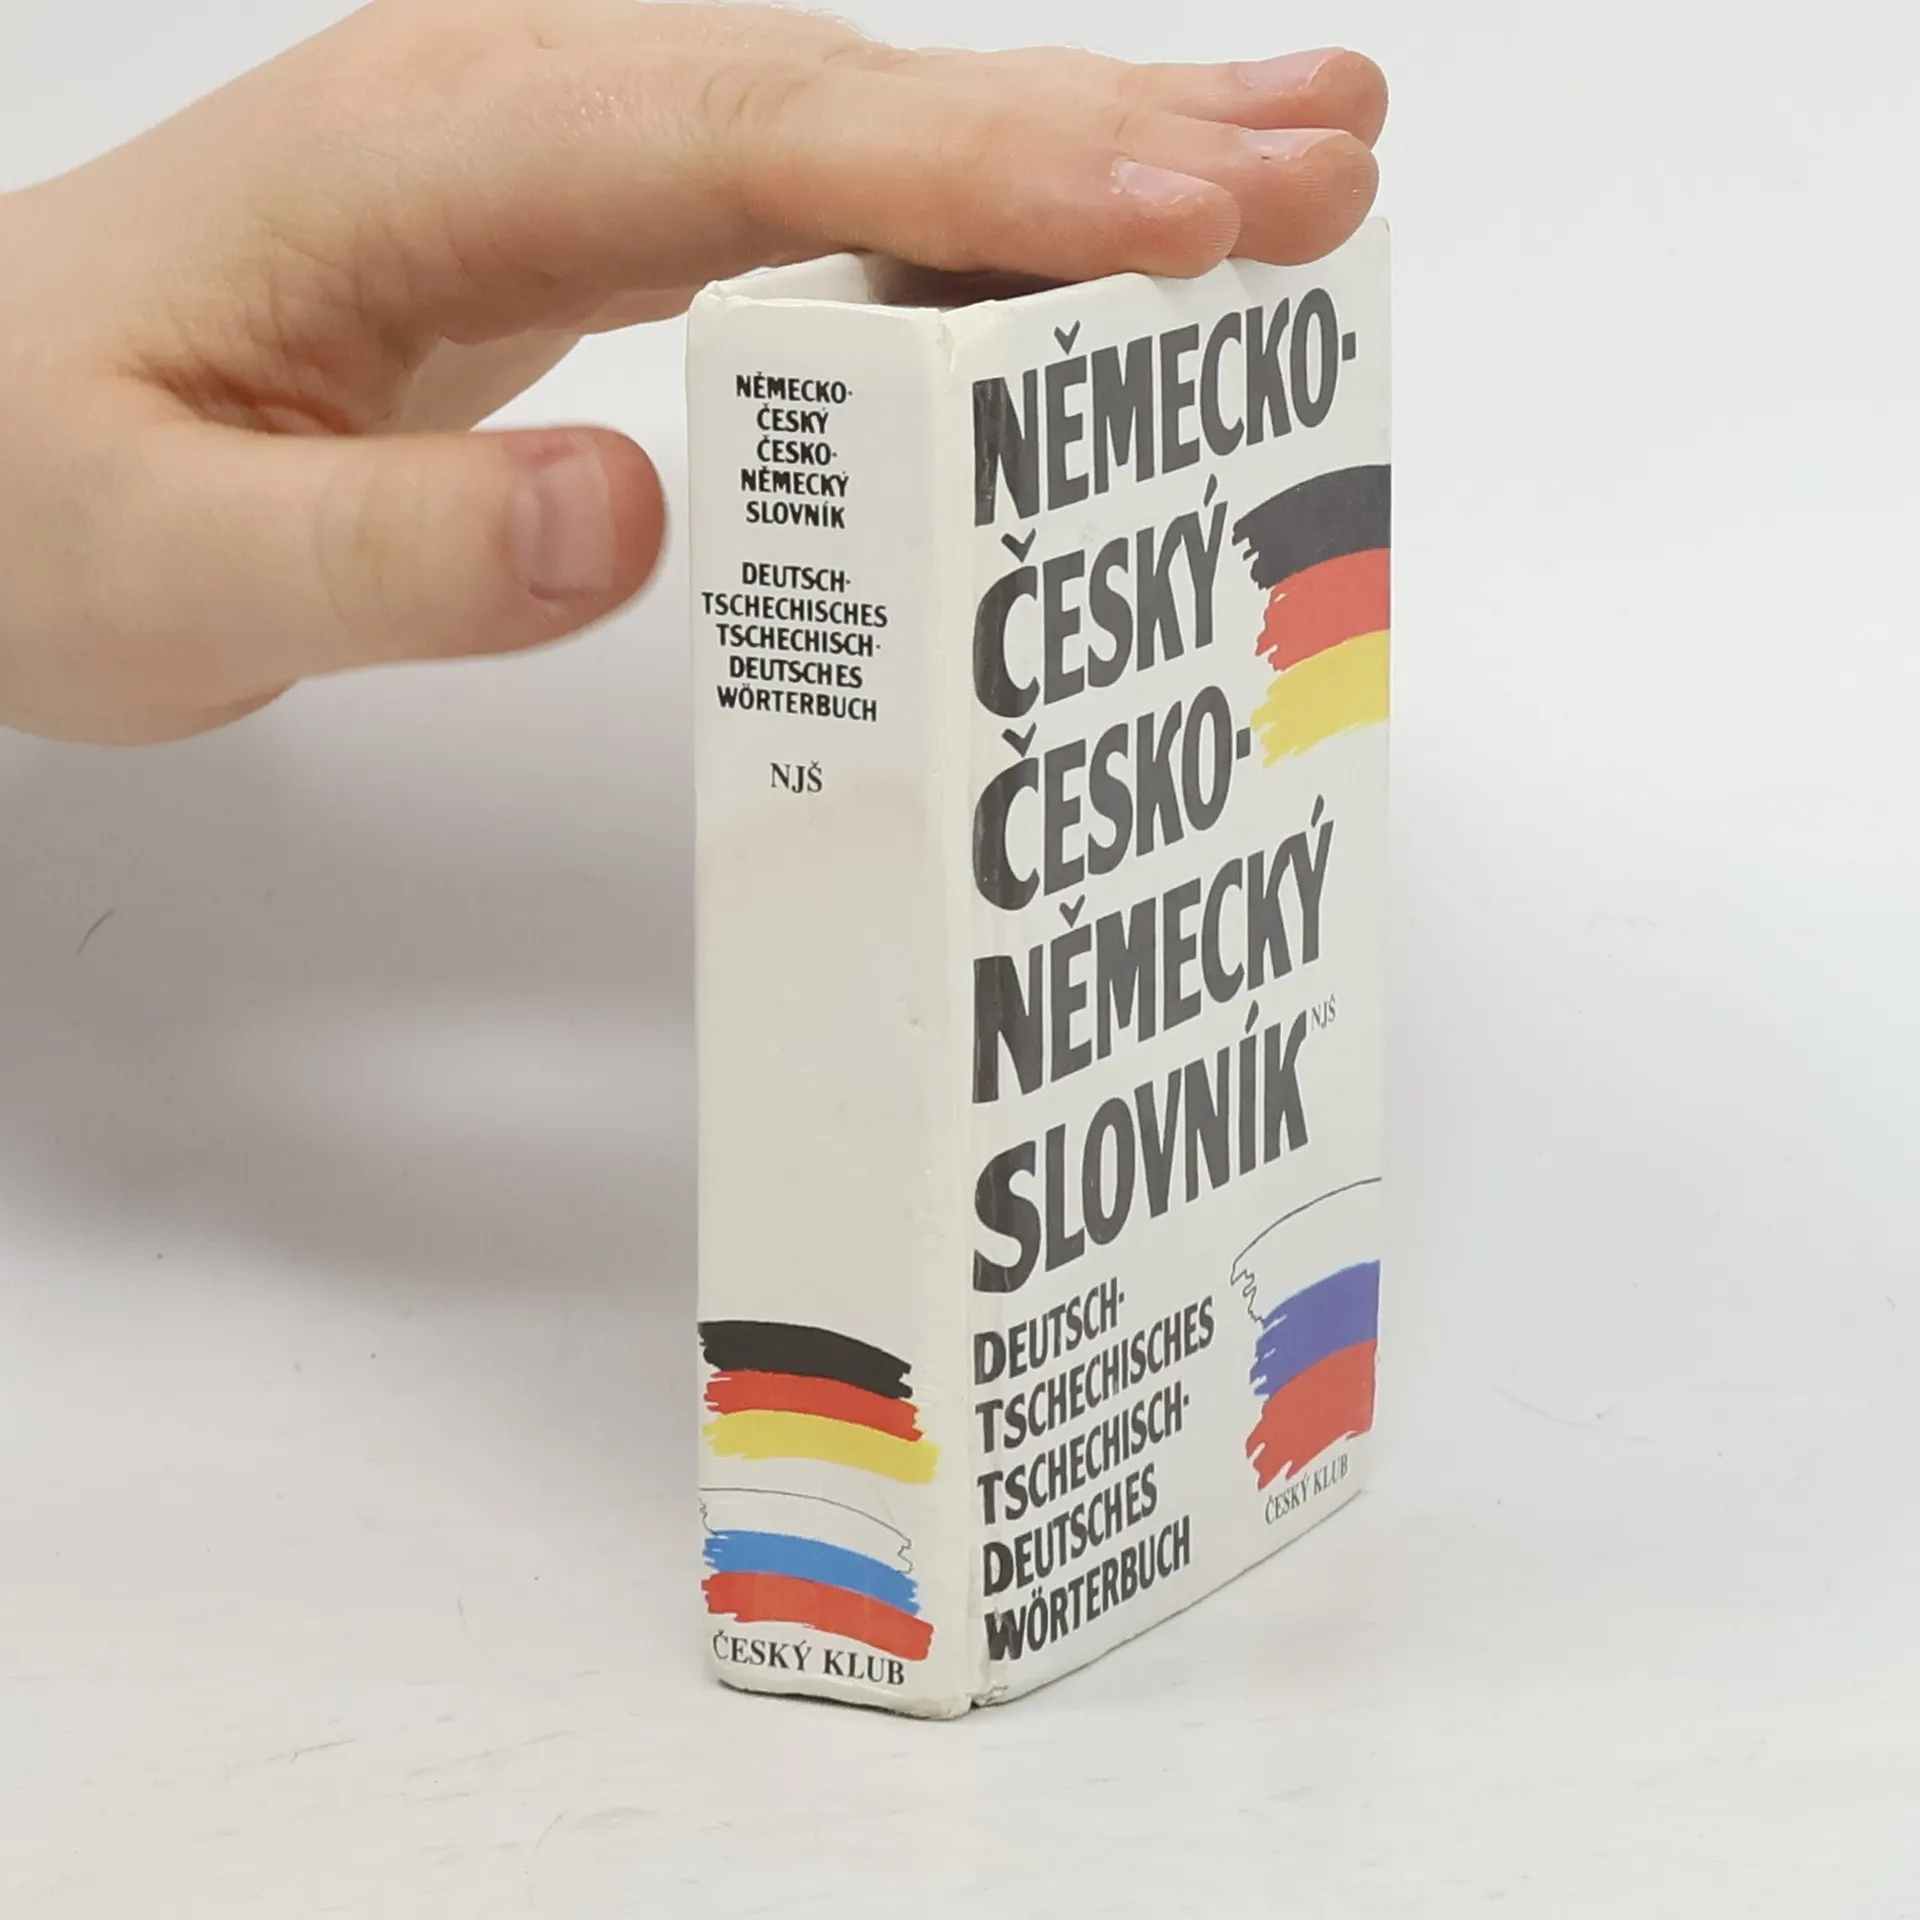 NĚMECKO-
ČESKÝ
ČESKO-
NĚMECKÝ
SLOVNÍK
DEUTSCH-
TSCHECHISCHES
TSCHECHISCH-
DEUTSCHES
WÖRTERBUCH
NJŠ
ČESKÝ KLUB
NĚMECKO-
ČESKÝ
ČESKO-
NĚMECKÝ
SLOVNÍK NJŠ
DEUTSCH-
TSCHECHISCHES
TSCHECHISCH-
DEUTSCHES
WÖRTERBUCH
ČESKÝ KLUB